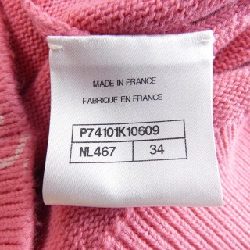 MADE IN FRANCE
FABRIQUE EN FRANCE
P74101K10609
NL467 34